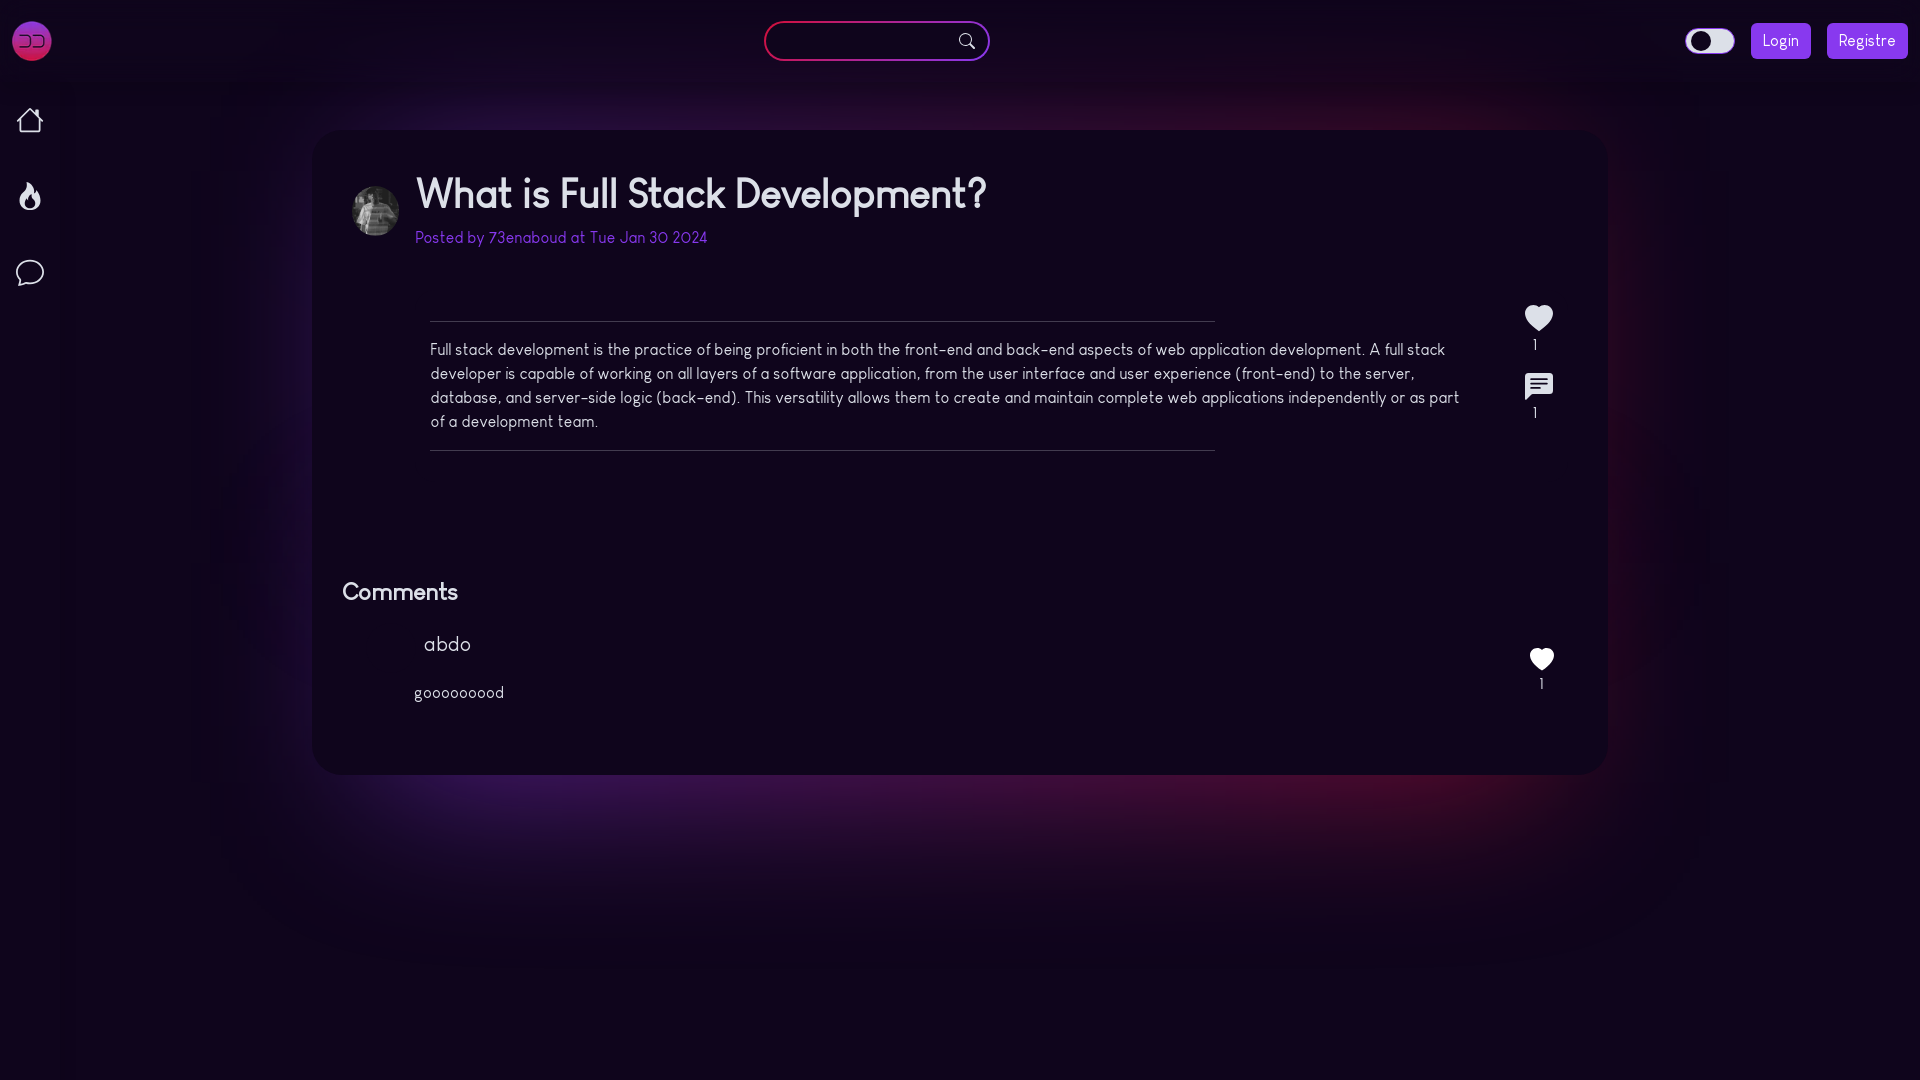 Login
Registre
What is Full Stack Development?
Posted by 73enaboud at Tue Jan 30 2024
Full stack development is the practice of being proficient in both the front-end and back-end aspects of web application development. A full stack
developer is capable of working on all layers of a software application, from the user interface and user experience (front-end) to the server,
database, and server-side logic (back-end). This versatility allows them to create and maintain complete web applications independently or as part
of a development team.
1
1
Comments
abdo
gooooooood
1